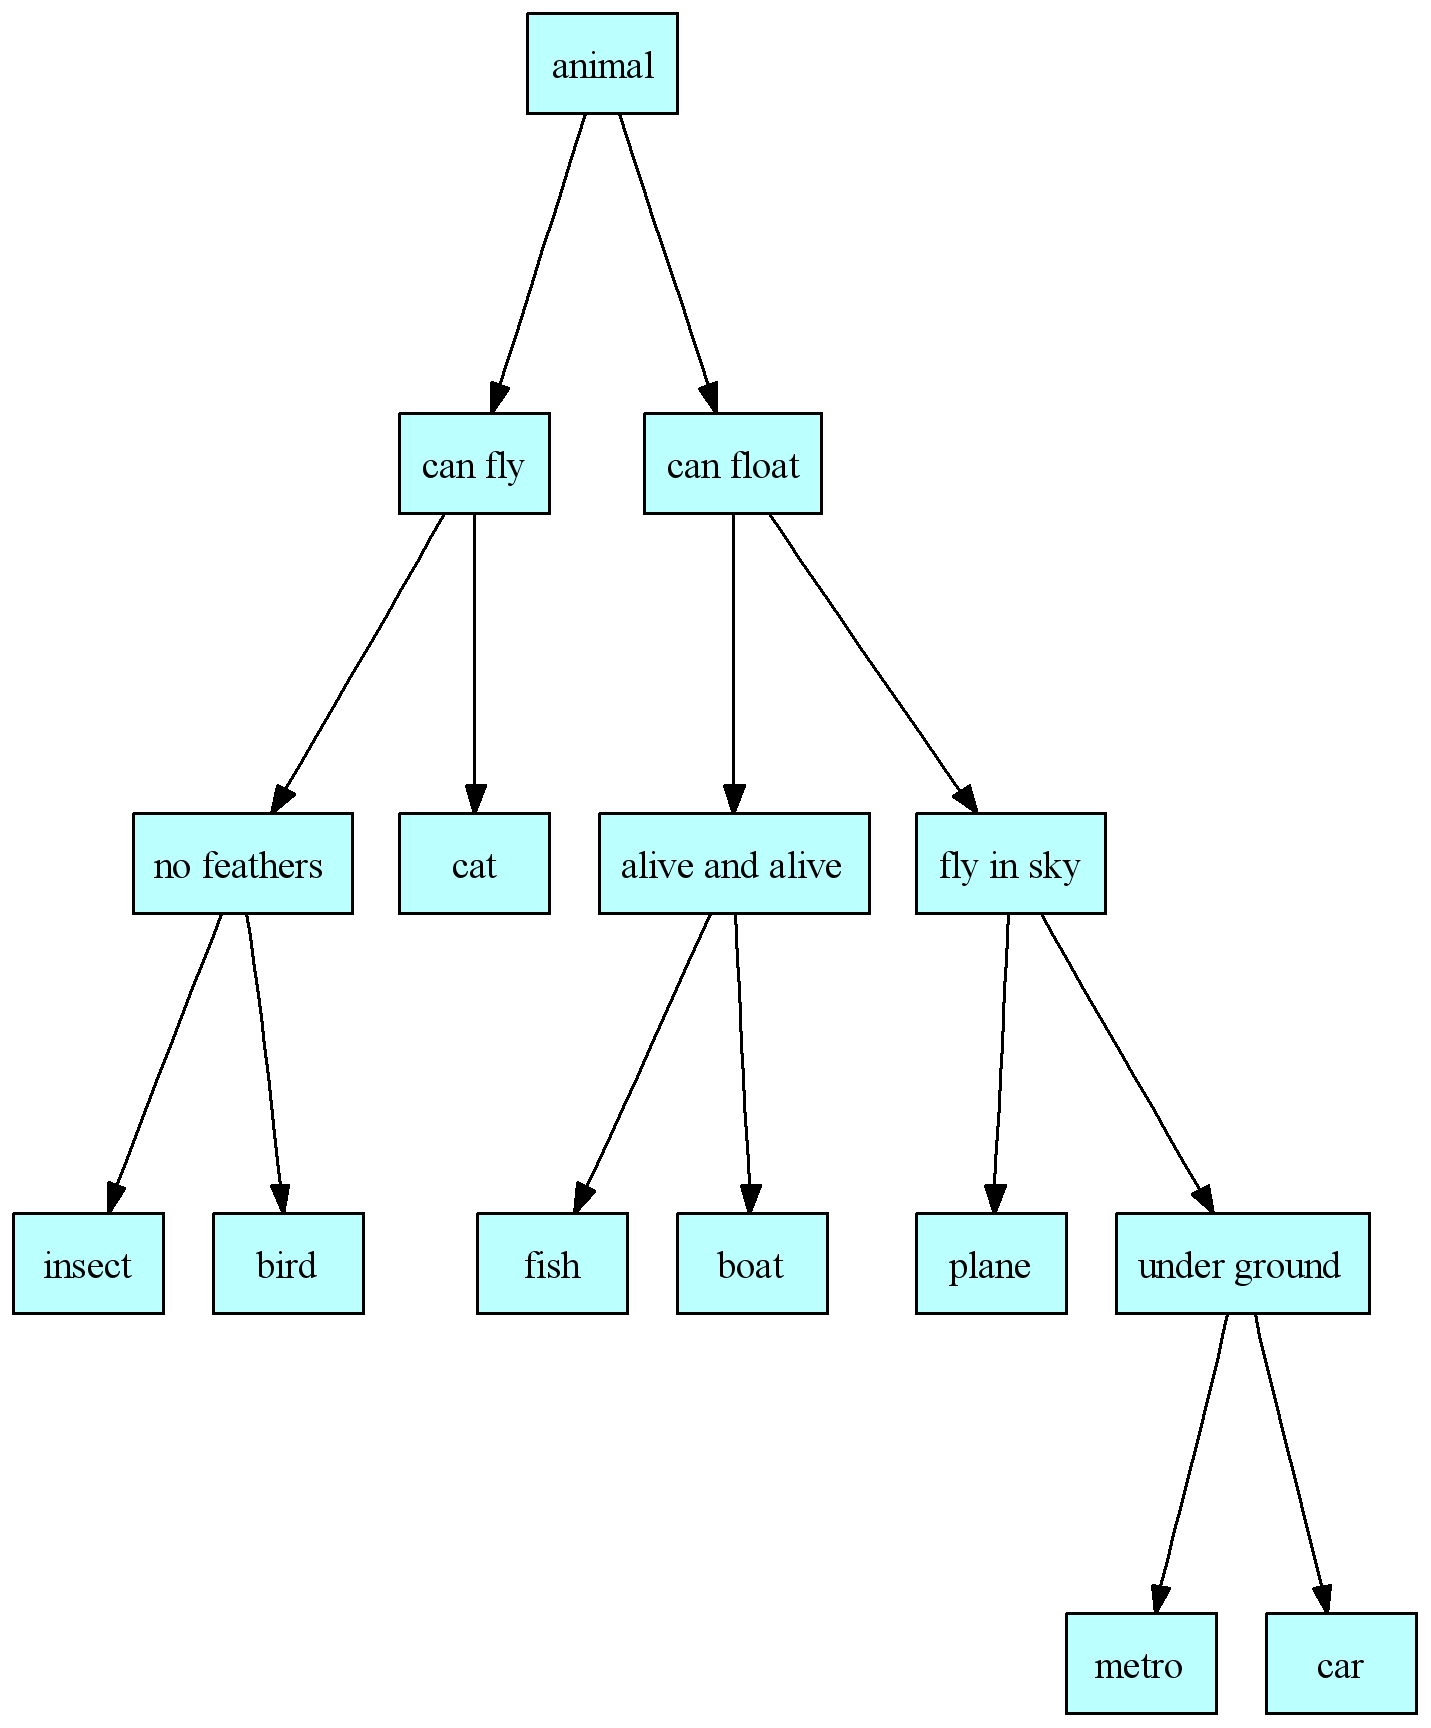 animal
can fly
can float
no feathers
cat
alive and alive
fly in sky
insect
bird
fish
boat
plane
under ground
metro
car